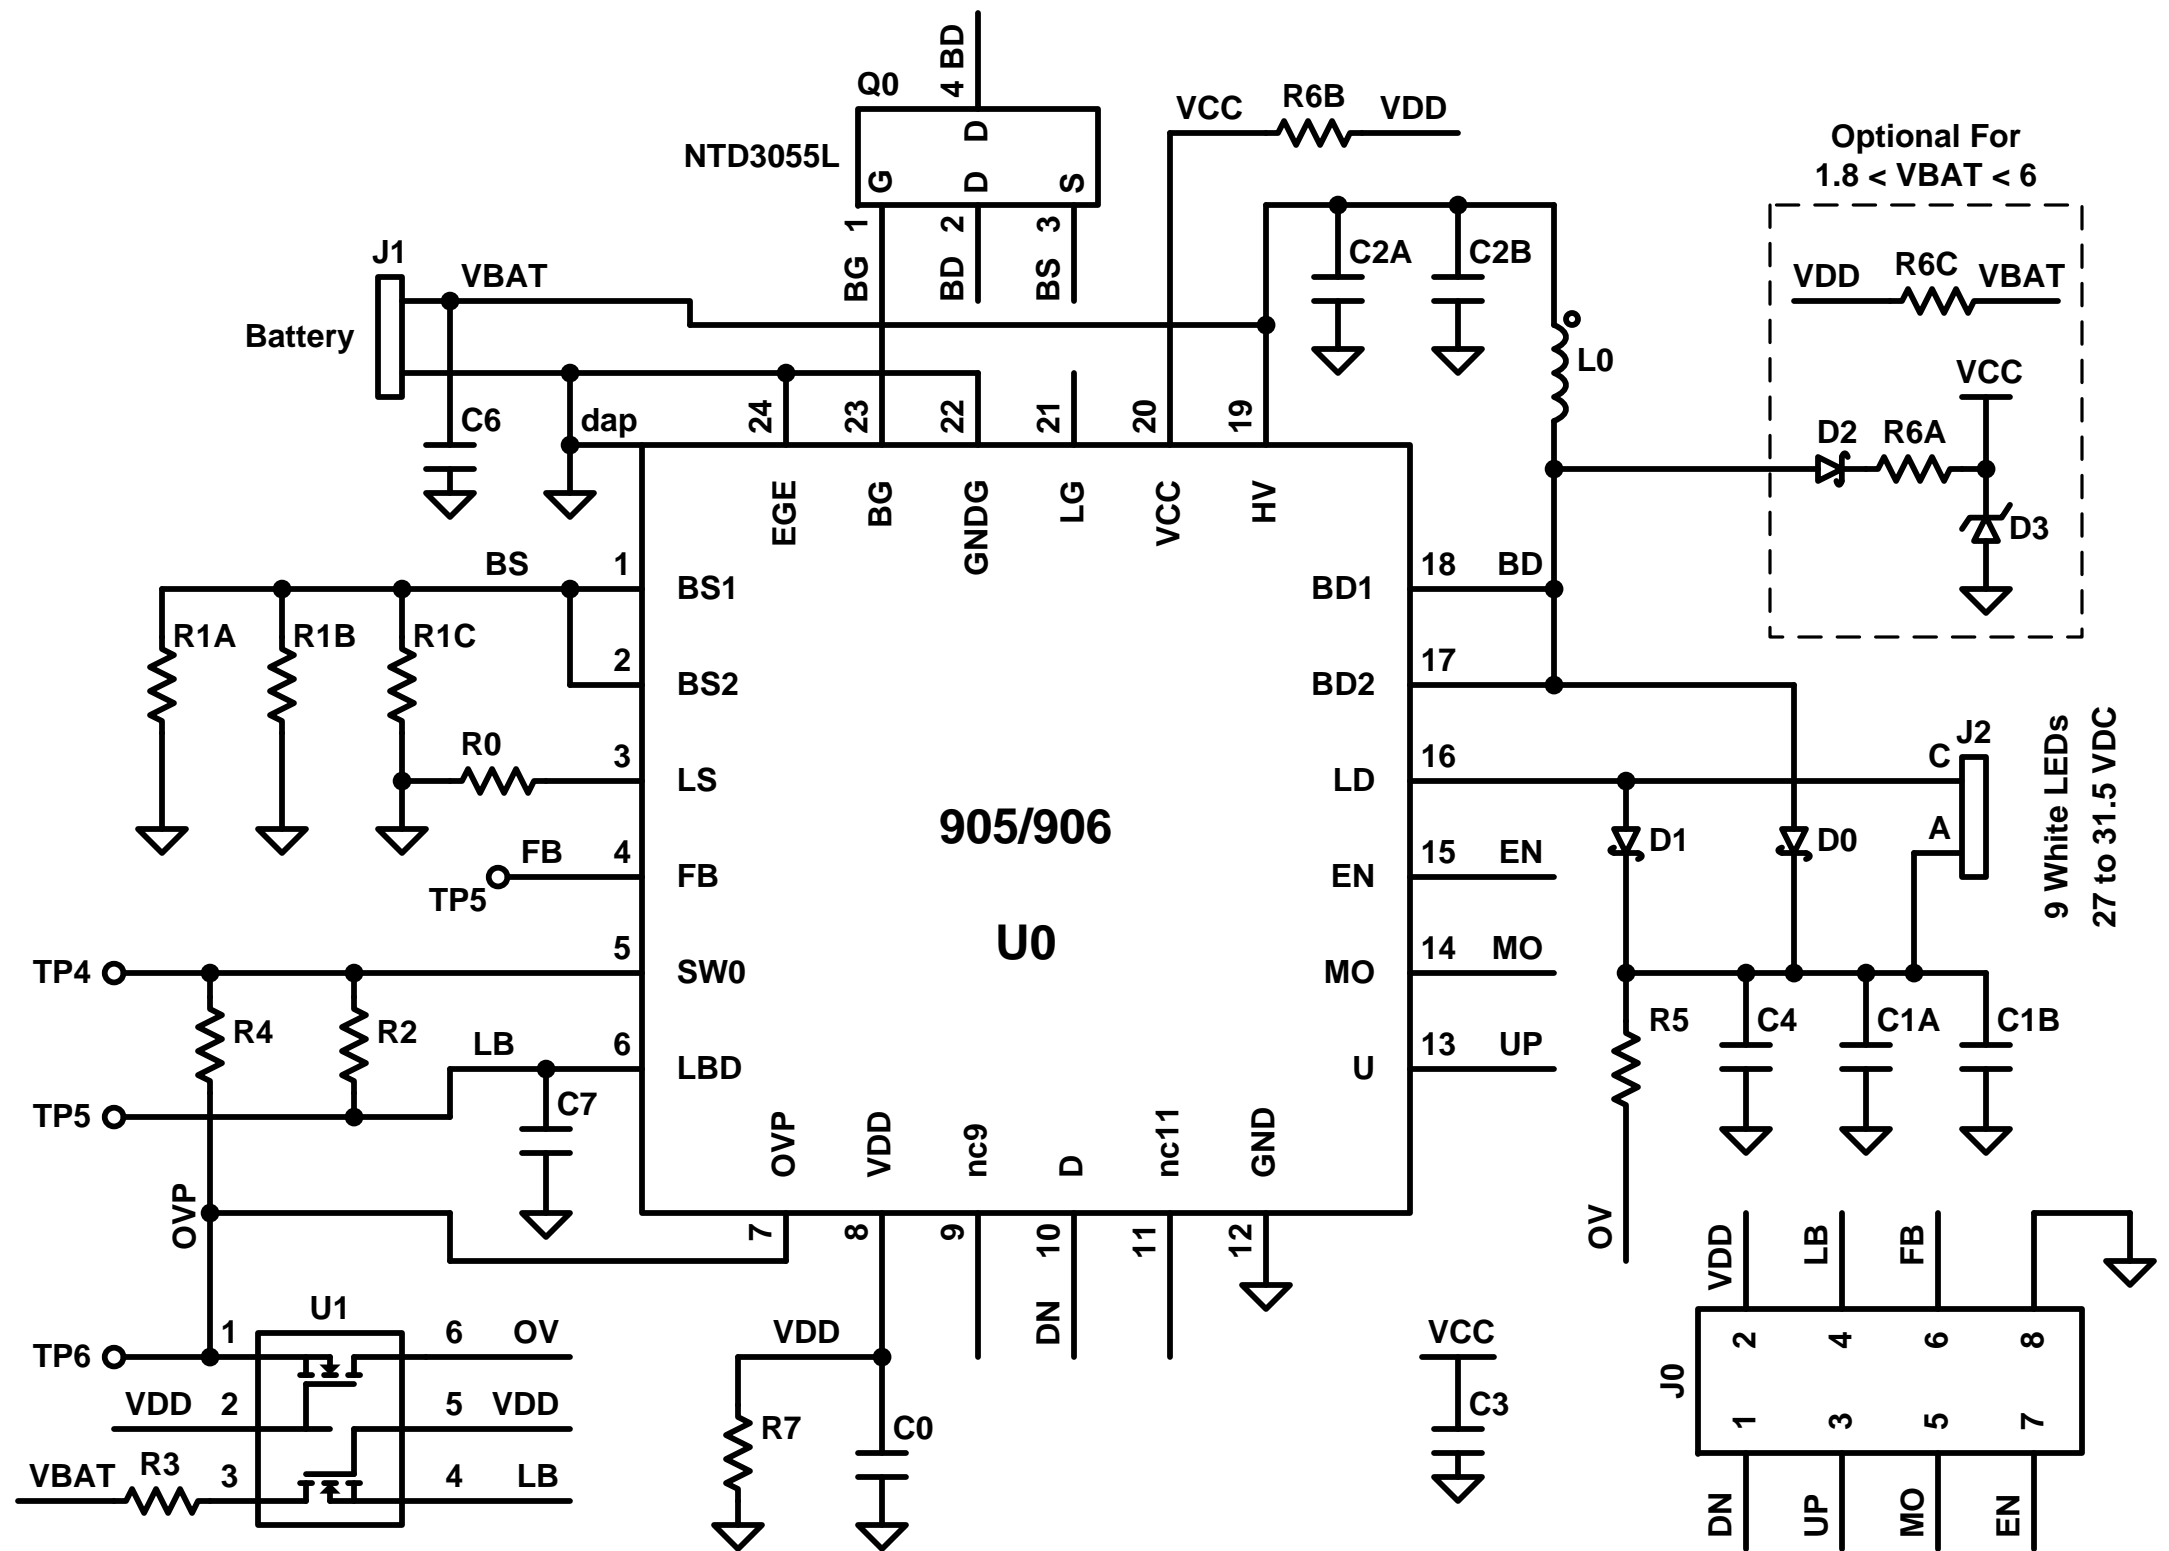 4 BD
Q0
D
NTD3055L
G D S
1 2 3
BG BD BS
VCC R6B VDD
Optional For
1.8 < VBAT < 6
VDD R6C VBAT
VCC
D2 R6A
D3
C2A C2B
L0
J1
VBAT
Battery
C6
dap
24 23 22 21 20 19
EGE BG GNDG LG VCC HV
BS 1 BS1
2 BS2
R1A R1B R1C
R0 3 LS
FB 4 FB
TP5
TP4 5 SW0
R4 R2
LB 6 LBD
TP5
C7
905/906
U0
BD1 18 BD
BD2 17
LD 16
EN 15 EN
MO 14 MO
U 13 UP
J2
C
A
9 White LEDs
27 to 31.5 VDC
D1 D0
R5 C4 C1A C1B
OV
OVP VDD nc9 D nc11 GND
7 8 9 10 11 12
DN
OVP
U1
TP6 1 6 OV
VDD 2 5 VDD
VBAT R3 3 4 LB
VDD
R7 C0
VCC
C3
VDD LB FB
J0
2 4 6 8
1 3 5 7
DN UP MO EN